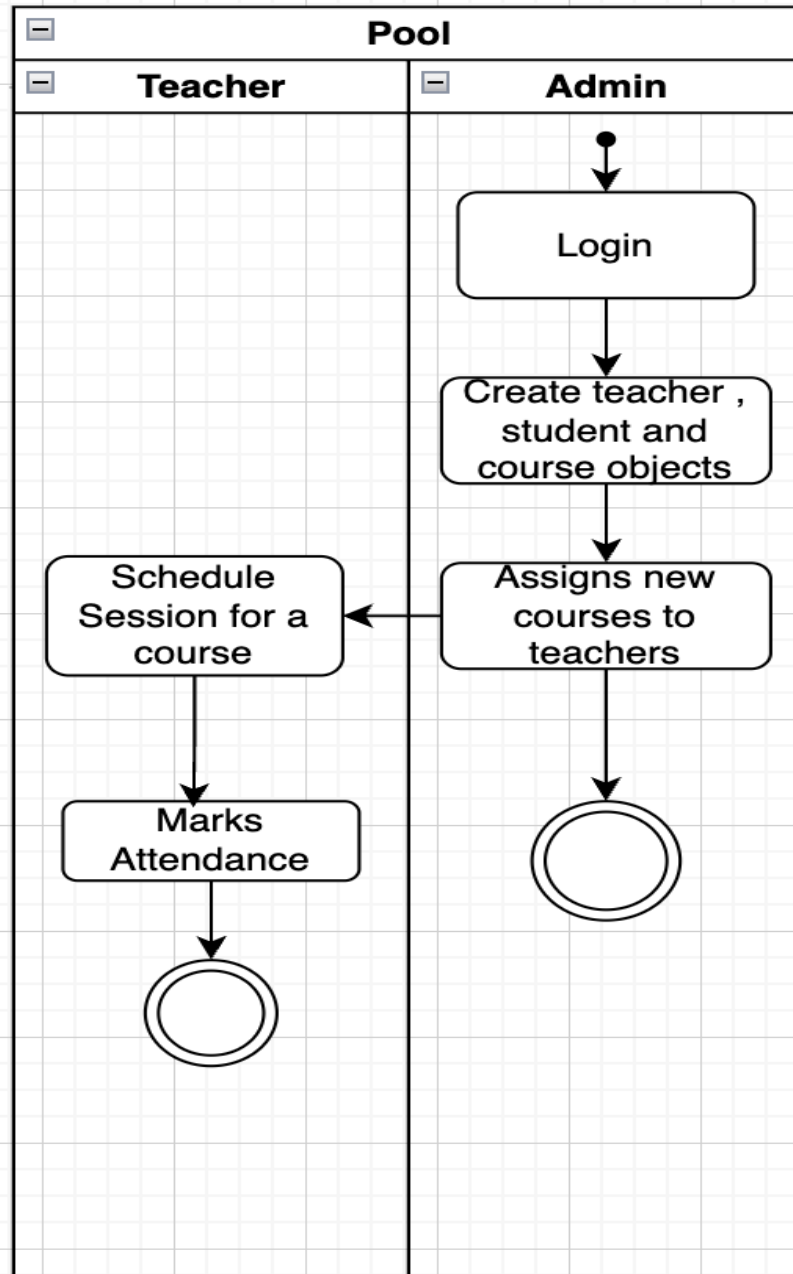 Pool
Teacher
Admin
Login
Create teacher ,
student and
course objects
Schedule
Session for a
course
Assigns new
courses to
teachers
Marks
Attendance